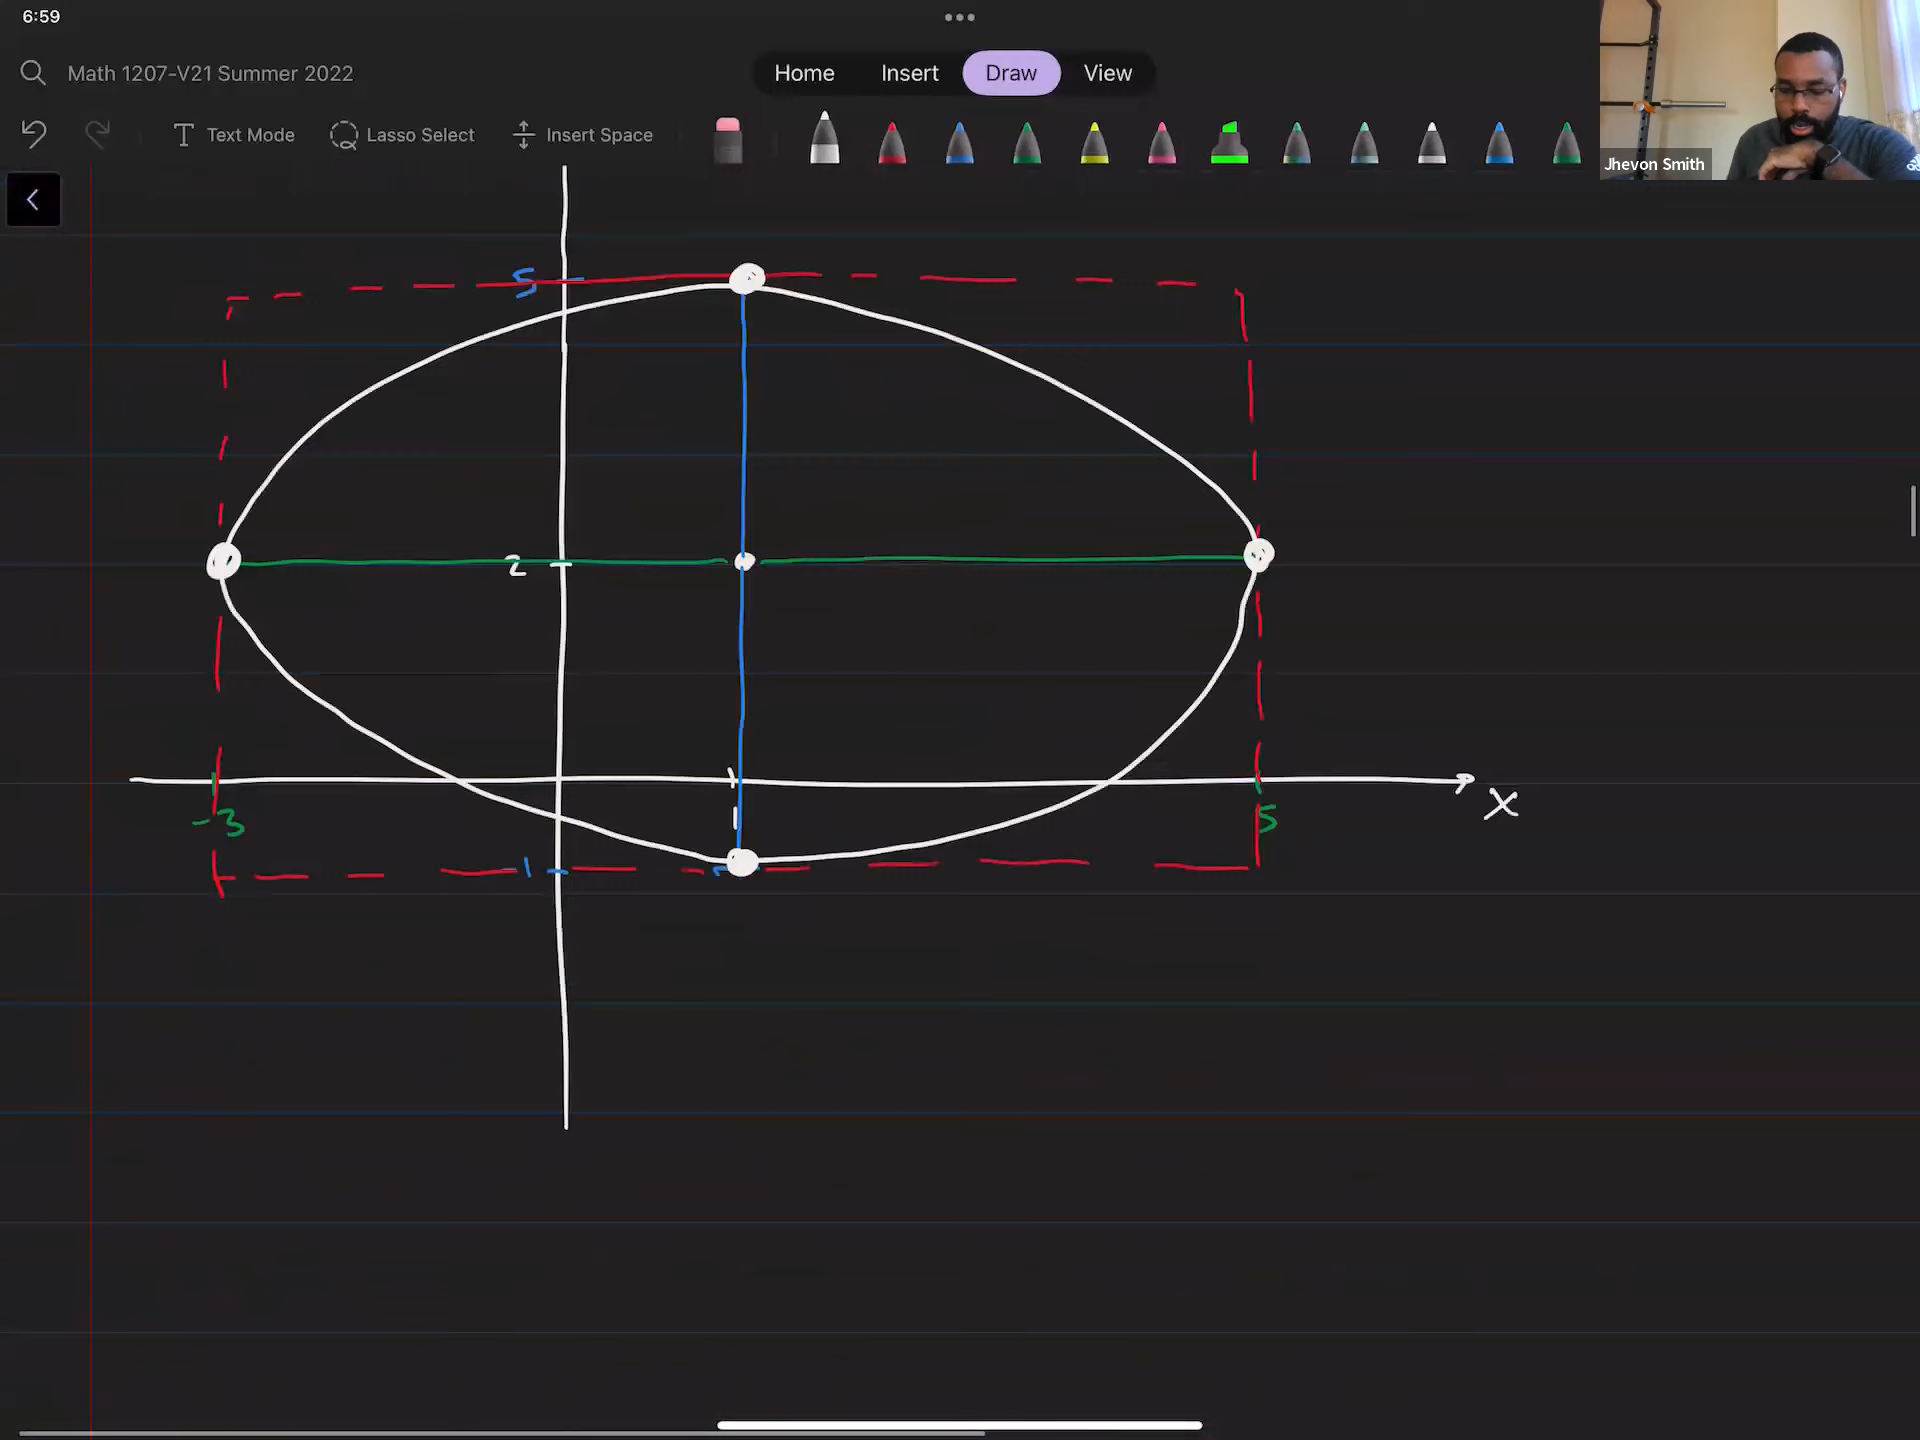 6:59
Math 1207-V21 Summer 2022
Home Insert Draw View
Text Mode Lasso Select Insert Space
Jhevon Smith
5
2
-3
1
5
X
-1